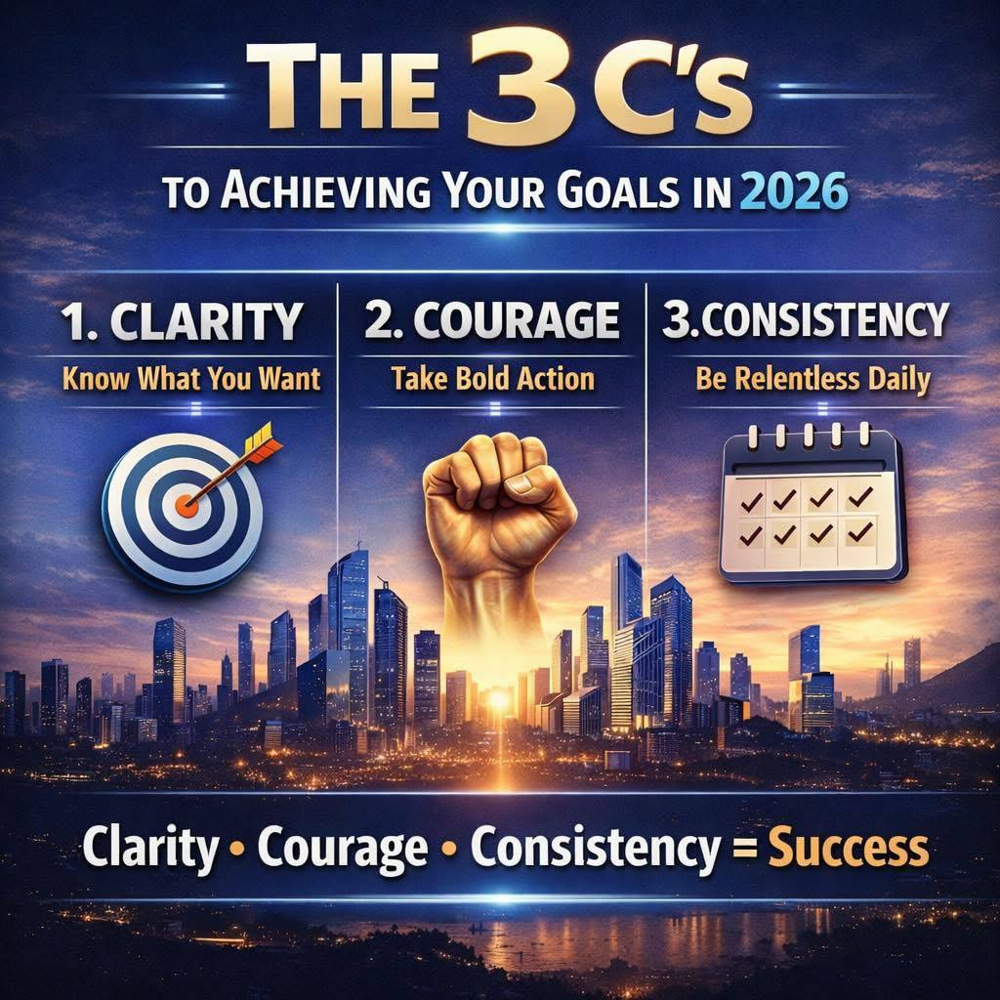 THE 3 C'S
TO ACHIEVING YOUR GOALS IN 2026
1. CLARITY
Know What You Want
2. COURAGE
Take Bold Action
3.CONSISTENCY
Be Relentless Daily
Clarity • Courage • Consistency = Success